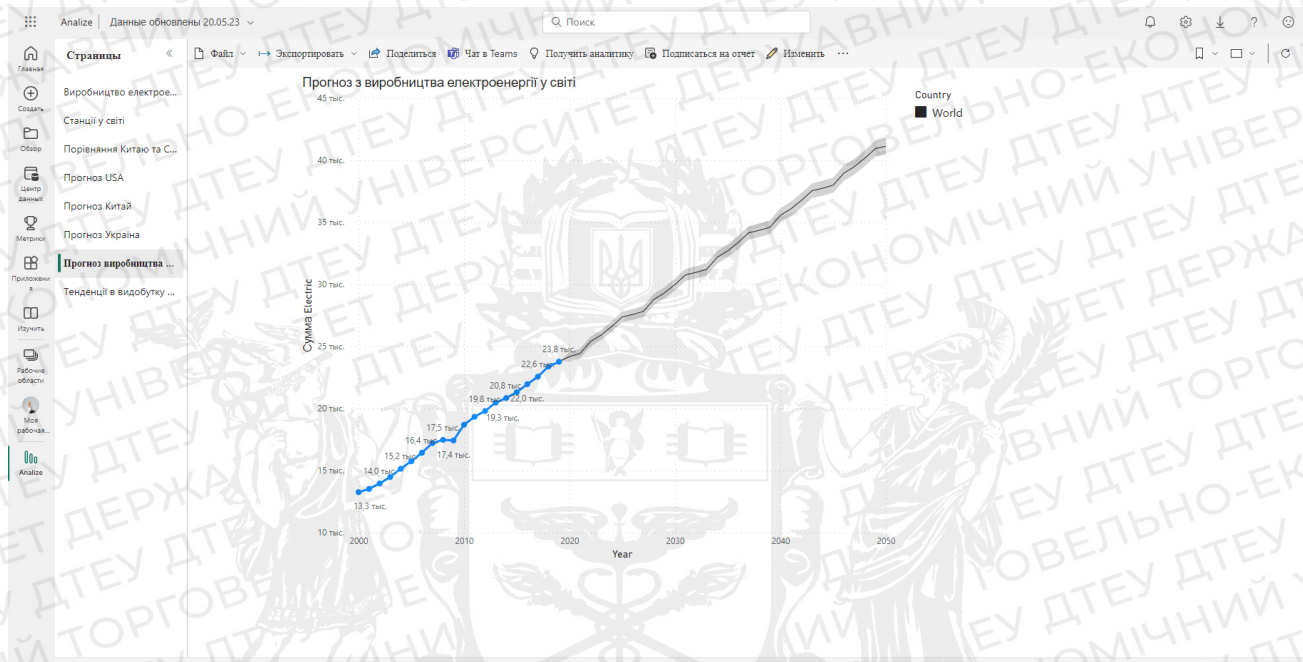 Analize | Данные обновлены 20.05.23
Поиск
Главная
Создать
Обзор
Центр
данных
Метрики
Приложени
я
Изучить
Рабочие
области
Моя
рабочая...
Analize
Страницы
Виробництво електрое...
Станції у світі
Порівняння Китаю та С...
Прогноз USA
Прогноз Китай
Прогноз Україна
Прогноз виробництва ...
Тенденції в видобутку ...
Файл Экспортировать Поделиться Чат в Teams Получить аналитику Подписаться на отчет Изменить ...
Прогноз з виробництва електроенергії у світі
Country
World
45 тыс.
40 тыс.
35 тыс.
30 тыс.
25 тыс.
20 тыс.
15 тыс.
10 тыс.
Сумма Electric
23,8 тыс.
22,6 тыс.
20,8 тыс.
19,8 тыс. 22,0 тыс.
19,3 тыс.
17,5 тыс.
16,4 тыс.
17,4 тыс.
15,2 тыс.
14,0 тыс.
13,3 тыс.
2000 2010 2020 2030 2040 2050
Year